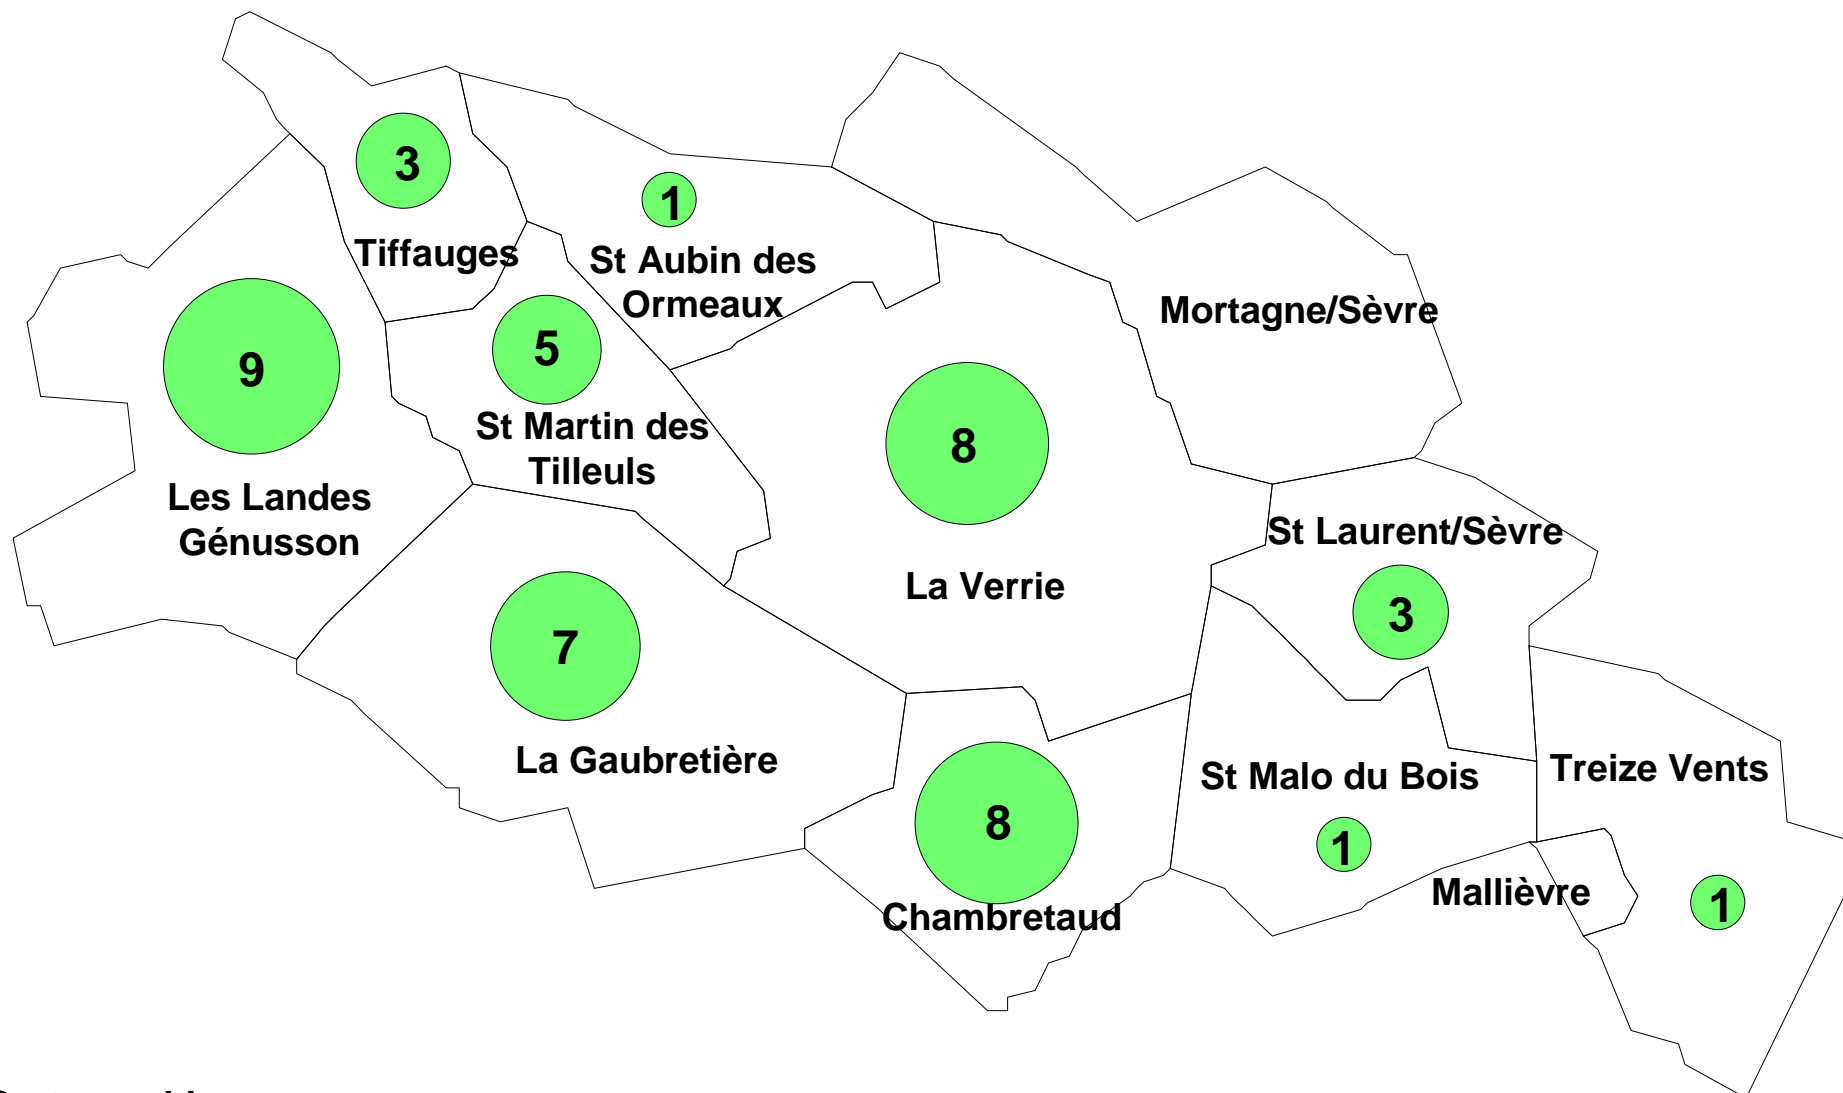 3
Tiffauges
1
St Aubin des
Ormeaux
Mortagne/Sèvre
9
Les Landes
Génusson
5
St Martin des
Tilleuls
8
La Verrie
St Laurent/Sèvre
3
7
La Gaubretière
8
Chambretaud
St Malo du Bois
1
Treize Vents
Mallièvre
1